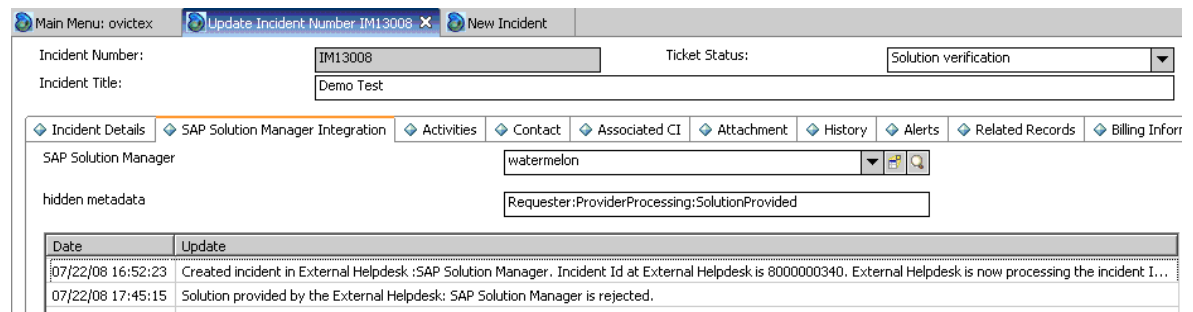 Main Menu: ovictex Update Incident Number IM13008 X New Incident
Incident Number: IM13008 Ticket Status: Solution verification
Incident Title: Demo Test
Incident Details SAP Solution Manager Integration Activities Contact Associated CI Attachment History Alerts Related Records Billing Inforr
SAP Solution Manager watermelon
hidden metadata Requester:ProviderProcessing:SolutionProvided
Date Update
07/22/08 16:52:23 Created incident in External Helpdesk :SAP Solution Manager. Incident Id at External Helpdesk is 8000000340. External Helpdesk is now processing the incident I...
07/22/08 17:45:15 Solution provided by the External Helpdesk: SAP Solution Manager is rejected.